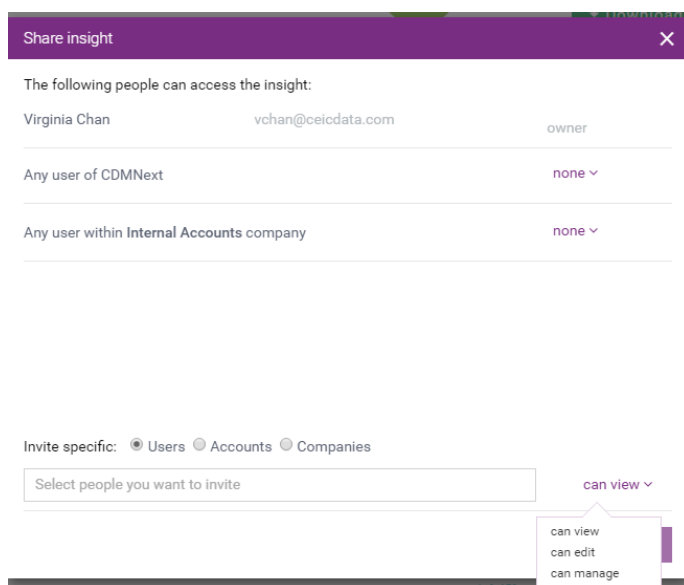 Download
Share insight
The following people can access the insight:
Virginia Chan vchan@ceicdata.com owner
Any user of CDMNext none
Any user within Internal Accounts company none
Invite specific: Users Accounts Companies
Select people you want to invite can view
can view
can edit
can manage